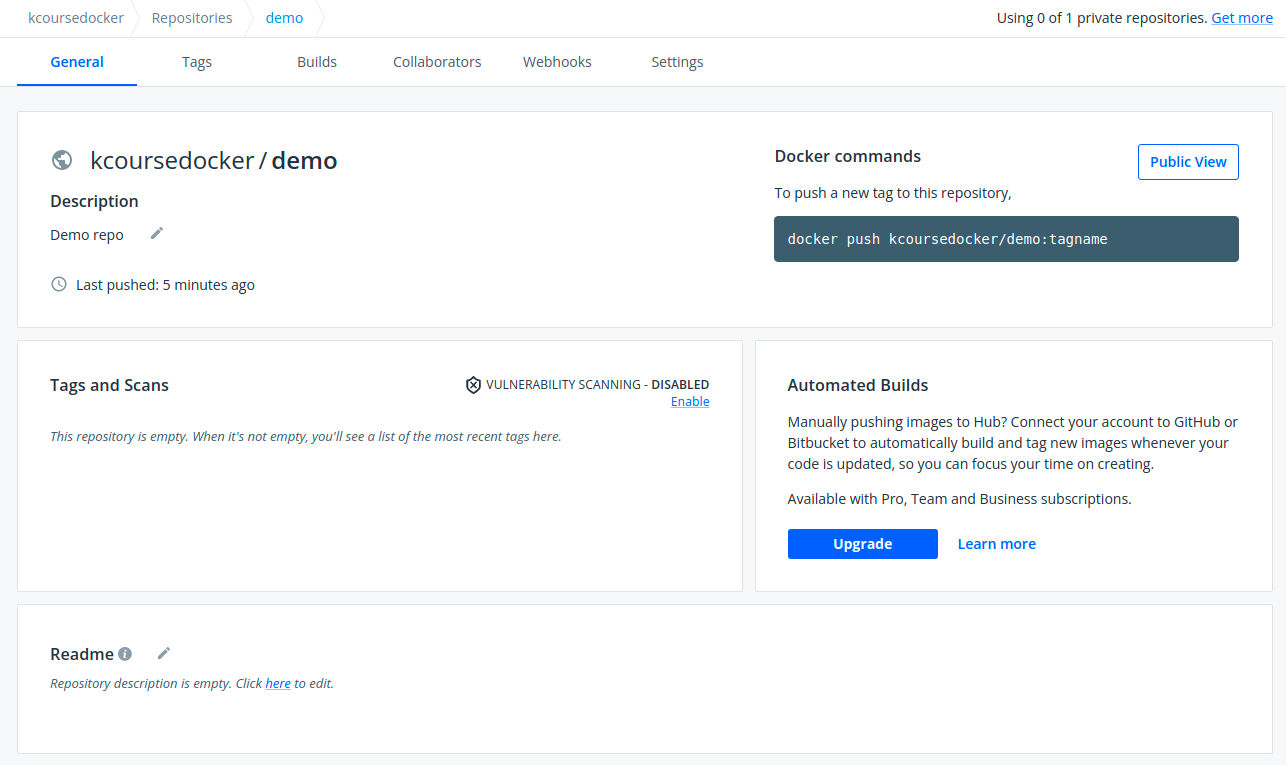 kcoursedocker Repositories demo Using 0 of 1 private repositories. Get more
General Tags Builds Collaborators Webhooks Settings
kcoursedocker / demo
Description
Demo repo
Last pushed: 5 minutes ago
Docker commands
Public View
To push a new tag to this repository,
docker push kcoursedocker/demo:tagname
Tags and Scans
VULNERABILITY SCANNING - DISABLED
Enable
This repository is empty. When it's not empty, you'll see a list of the most recent tags here.
Automated Builds
Manually pushing images to Hub? Connect your account to GitHub or
Bitbucket to automatically build and tag new images whenever your
code is updated, so you can focus your time on creating.
Available with Pro, Team and Business subscriptions.
Upgrade Learn more
Readme
Repository description is empty. Click here to edit.